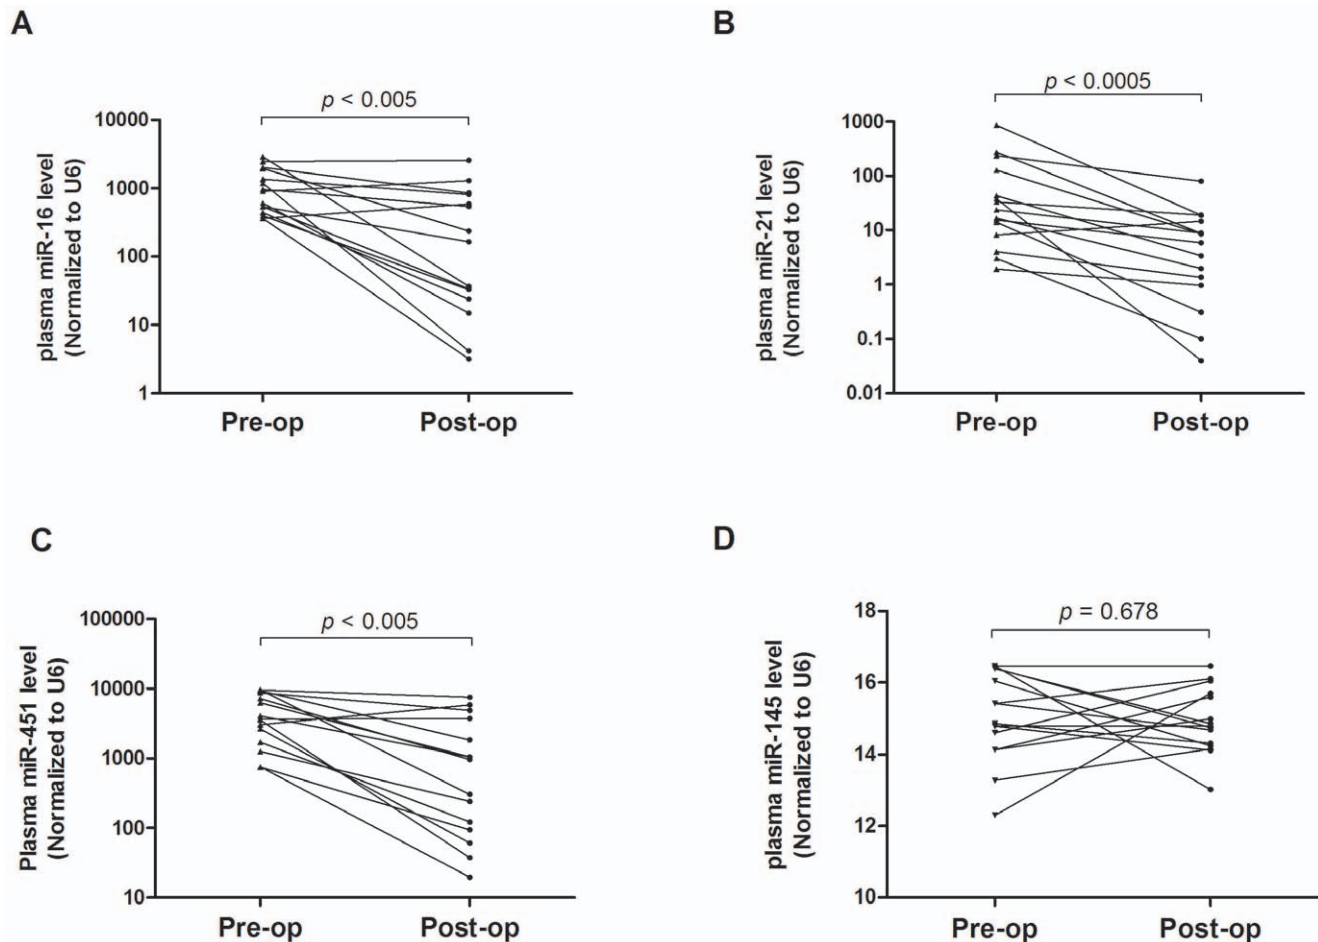 A
p < 0.005
plasma miR-16 level
(Normalized to U6)
10000
1000
100
10
1
Pre-op Post-op
B
p < 0.0005
plasma miR-21 level
(Normalized to U6)
1000
100
10
1
0.1
0.01
Pre-op Post-op
C
p < 0.005
Plasma miR-451 level
(Normalized to U6)
100000
10000
1000
100
10
Pre-op Post-op
D
p = 0.678
plasma miR-145 level
(Normalized to U6)
18
16
14
12
10
Pre-op Post-op